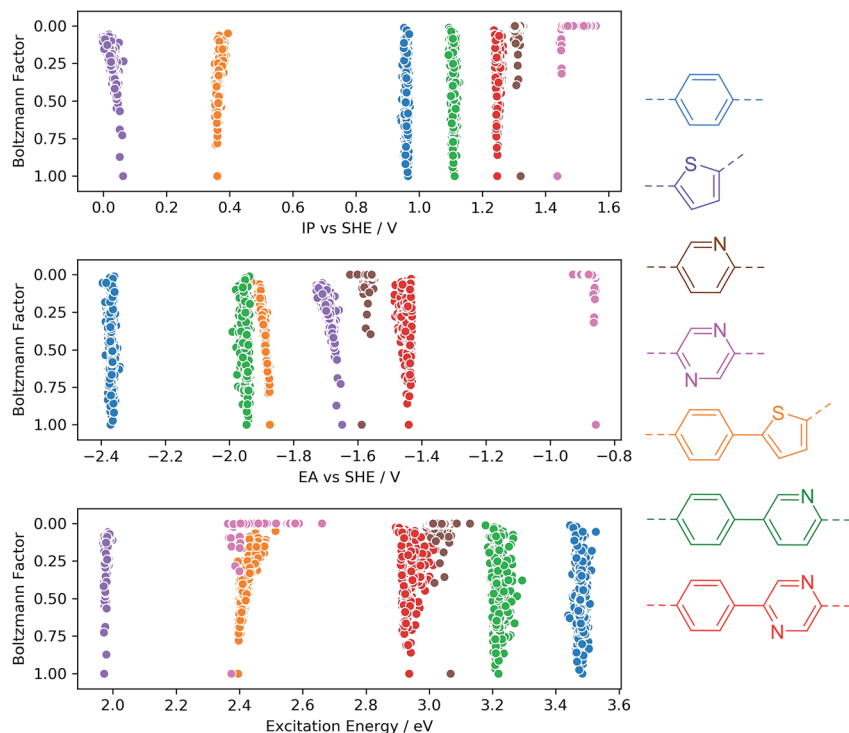 0.00
0.25
0.50
0.75
1.00
Boltzmann Factor
0.0 0.2 0.4 0.6 0.8 1.0 1.2 1.4 1.6
IP vs SHE / V
0.00
0.25
0.50
0.75
1.00
Boltzmann Factor
−2.4 −2.2 −2.0 −1.8 −1.6 −1.4 −1.2 −1.0 −0.8
EA vs SHE / V
0.00
0.25
0.50
0.75
1.00
Boltzmann Factor
2.0 2.2 2.4 2.6 2.8 3.0 3.2 3.4 3.6
Excitation Energy / eV
S
N
N
N
S
N
N
N